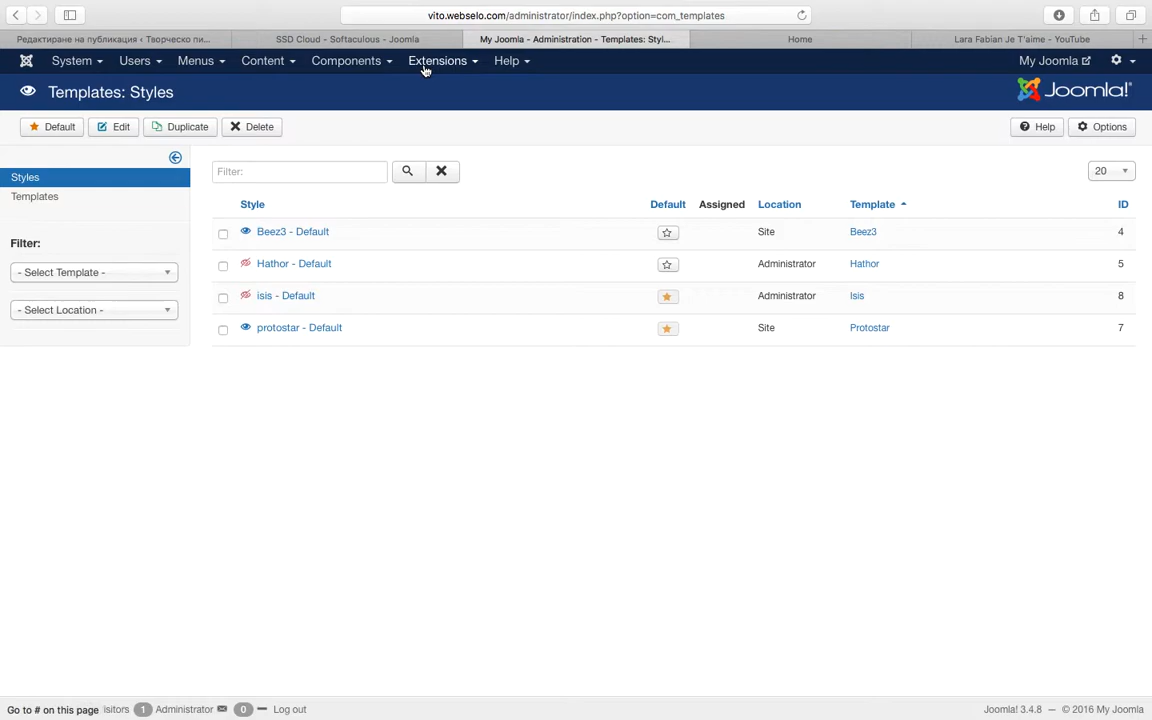 vito.webselo.com/administrator/index.php?option=com_templates
Редактиране на публикация ‹ Творческо пи...
SSD Cloud - Softaculous - Joomla
My Joomla - Administration - Templates: Styl...
Home
Lara Fabian Je T'aime - YouTube
System Users Menus Content Components Extensions Help My Joomla
Templates: Styles
Joomla!®
Default Edit Duplicate Delete Help Options
Styles
Templates
Filter:
- Select Template -
- Select Location -
Filter: 20
Style Default Assigned Location Template ID
Beez3 - Default Site Beez3 4
Hathor - Default Administrator Hathor 5
isis - Default Administrator Isis 8
protostar - Default Site Protostar 7
Go to # on this page isitors 1 Administrator 0 Log out Joomla! 3.4.8 — © 2016 My Joomla